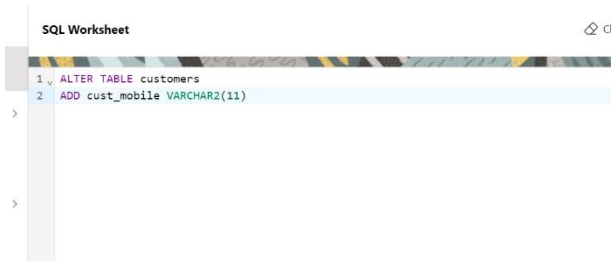 SQL Worksheet
1 ALTER TABLE customers
2 ADD cust_mobile VARCHAR2(11)